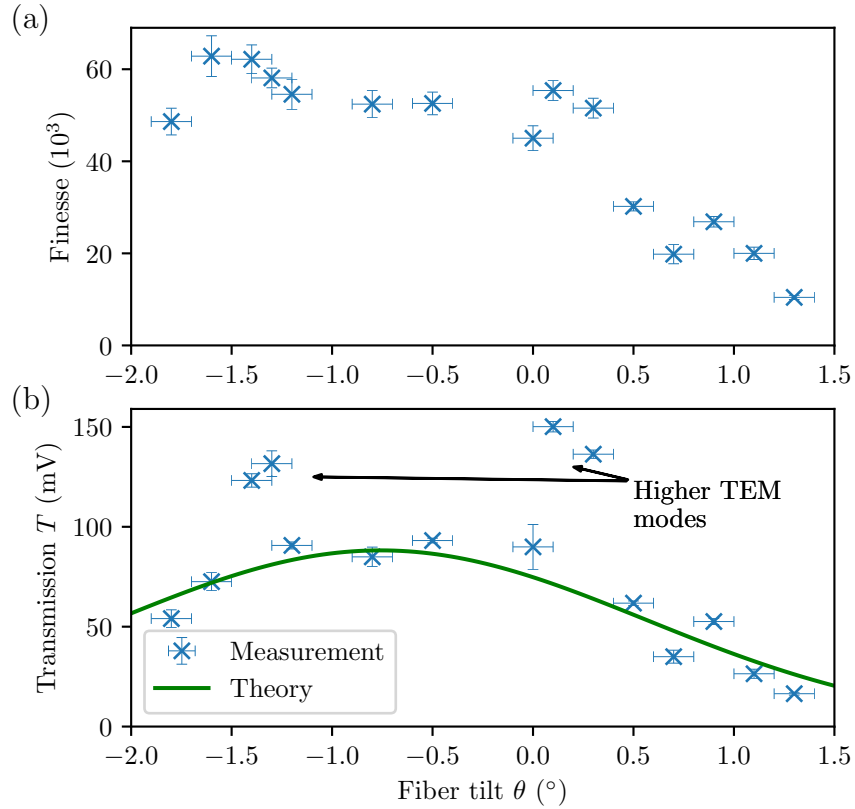 (a)
Finesse (10³)
60
40
20
0
−2.0 −1.5 −1.0 −0.5 0.0 0.5 1.0 1.5
(b)
Transmission T (mV)
150
100
50
0
Higher TEM
modes
Measurement
Theory
−2.0 −1.5 −1.0 −0.5 0.0 0.5 1.0 1.5
Fiber tilt θ (°)